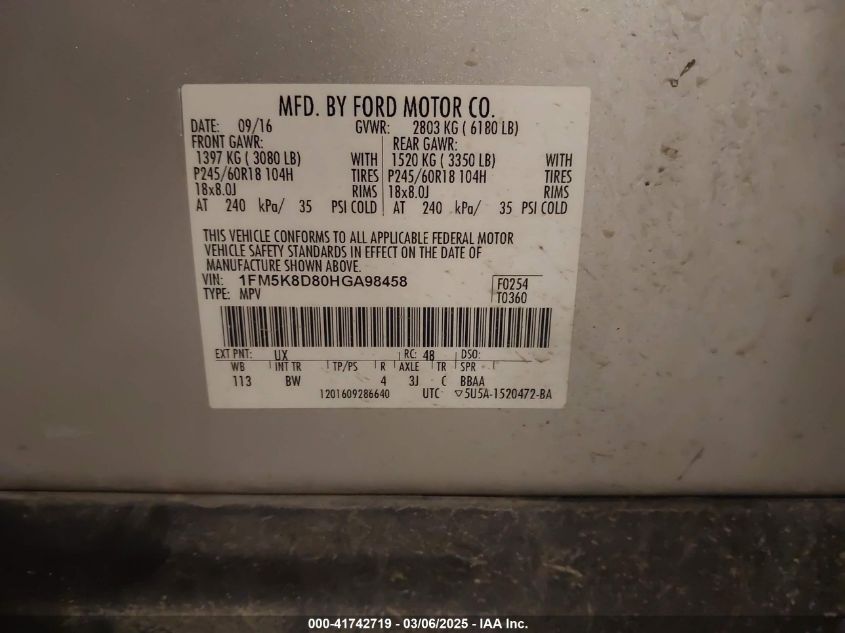 MFD. BY FORD MOTOR CO.
DATE: 09/16 GVWR: 2803 KG ( 6180 LB)
FRONT GAWR: REAR GAWR:
1397 KG ( 3080 LB) WITH 1520 KG ( 3350 LB) WITH
P245/60R18 104H TIRES P245/60R18 104H TIRES
18x8.0J RIMS 18x8.0J RIMS
AT 240 kPa/ 35 PSI COLD AT 240 kPa/ 35 PSI COLD
THIS VEHICLE CONFORMS TO ALL APPLICABLE FEDERAL MOTOR
VEHICLE SAFETY STANDARDS IN EFFECT ON THE DATE OF
MANUFACTURE SHOWN ABOVE.
VIN: 1FM5K8D80HGA98458 F0254
TYPE: MPV T0360
EXT PNT: UX RC: 48 DSO:
WB INT TR TP/PS R AXLE TR SPR
113 BW 4 3J C BBAA
1201609286640 UTC ▽5U5A-1520472-BA
000-41742719 - 03/06/2025 - IAA Inc.